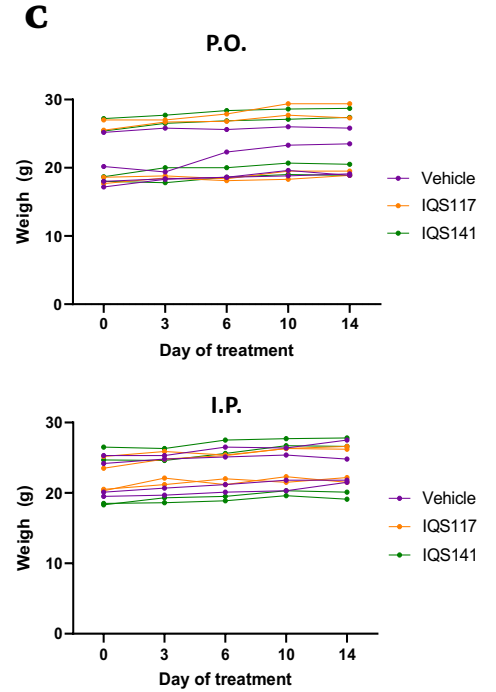 C
P.O.
30
20
10
0
Weigh (g)
0 3 6 10 14
Day of treatment
Vehicle
IQS117
IQS141
I.P.
30
20
10
0
Weigh (g)
0 3 6 10 14
Day of treatment
Vehicle
IQS117
IQS141